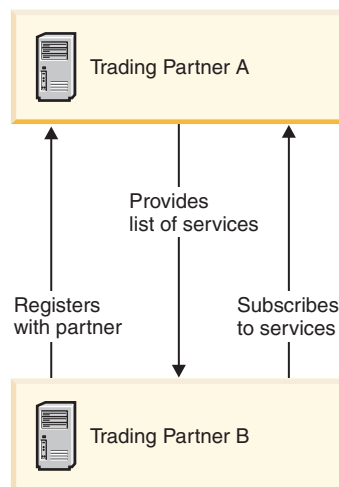 Trading Partner A
Provides
list of services
Registers
with partner
Subscribes
to services
Trading Partner B